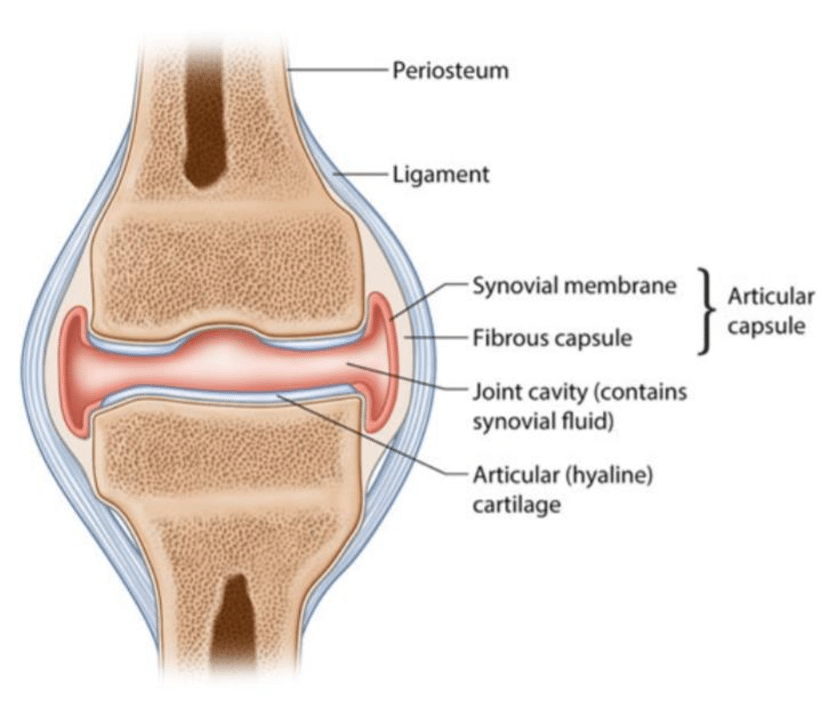 Periosteum
Ligament
Synovial membrane
Fibrous capsule
Articular
capsule
Joint cavity (contains
synovial fluid)
Articular (hyaline)
cartilage